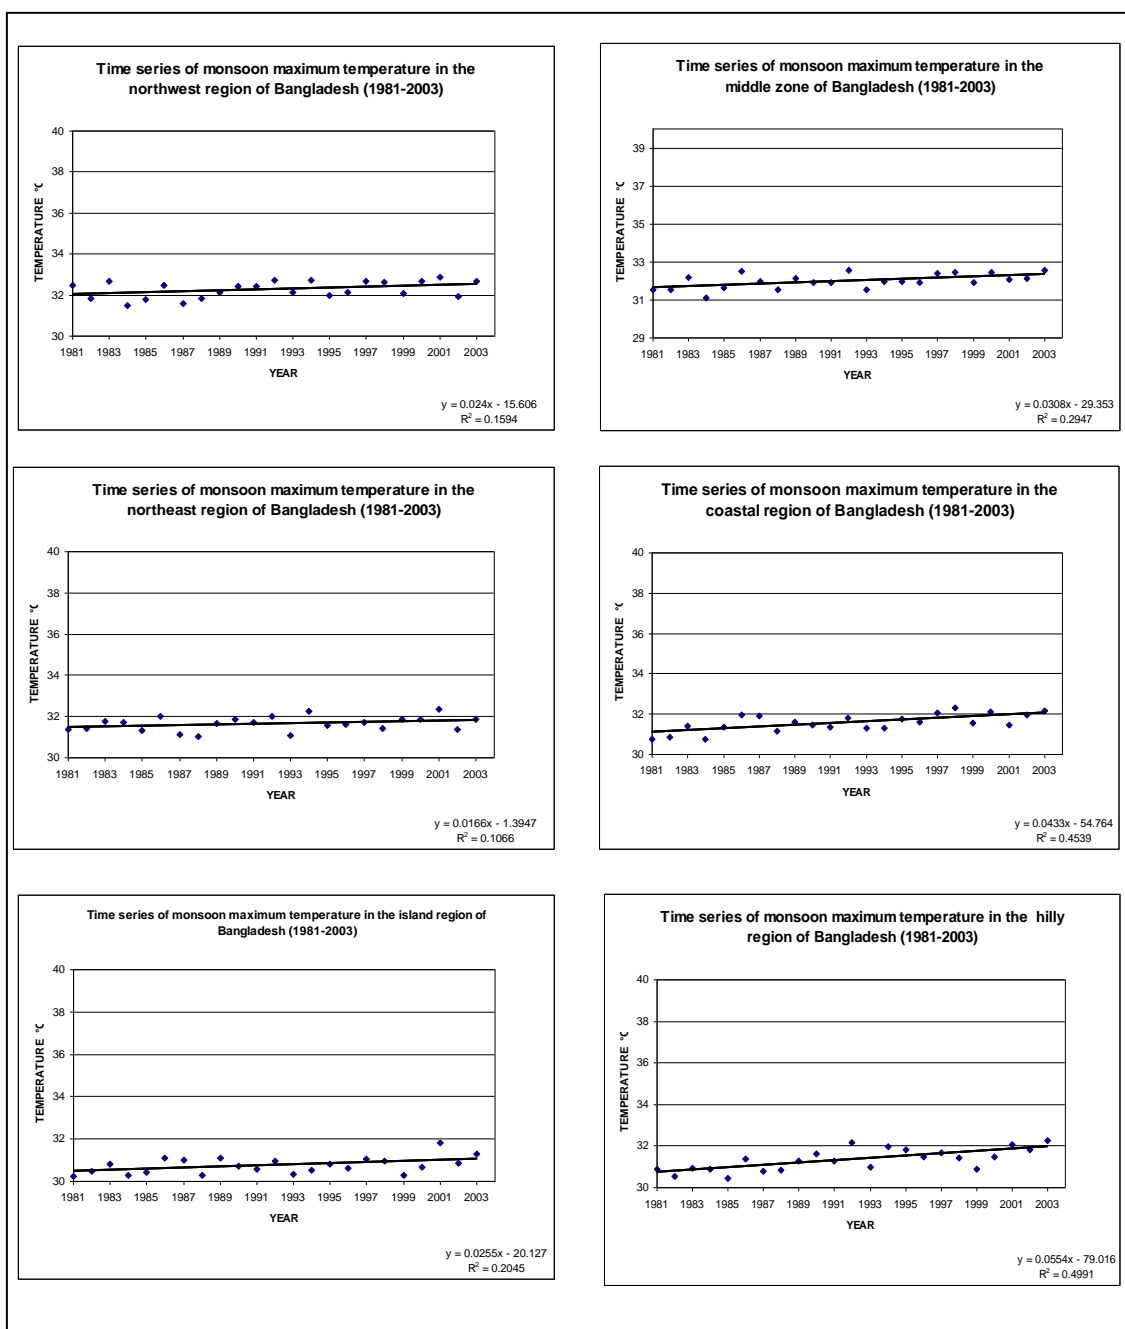 Time series of monsoon maximum temperature in the
northwest region of Bangladesh (1981-2003)
40
38
36
34
32
30
TEMPERATURE °C
1981 1983 1985 1987 1989 1991 1993 1995 1997 1999 2001 2003
YEAR
y = 0.024x - 15.606
R² = 0.1594
Time series of monsoon maximum temperature in the
middle zone of Bangladesh (1981-2003)
39
37
35
33
31
29
TEMPERATURE °C
1981 1983 1985 1987 1989 1991 1993 1995 1997 1999 2001 2003
YEAR
y = 0.0308x - 29.353
R² = 0.2947
Time series of monsoon maximum temperature in the
northeast region of Bangladesh (1981-2003)
40
38
36
34
32
30
TEMPERATURE °C
1981 1983 1985 1987 1989 1991 1993 1995 1997 1999 2001 2003
YEAR
y = 0.0166x - 1.3947
R² = 0.1066
Time series of monsoon maximum temperature in the
coastal region of Bangladesh (1981-2003)
40
38
36
34
32
30
TEMPERATURE °C
1981 1983 1985 1987 1989 1991 1993 1995 1997 1999 2001 2003
YEAR
y = 0.0433x - 54.764
R² = 0.4539
Time series of monsoon maximum temperature in the island region of
Bangladesh (1981-2003)
40
38
36
34
32
30
TEMPERATURE °C
1981 1983 1985 1987 1989 1991 1993 1995 1997 1999 2001 2003
YEAR
y = 0.0255x - 20.127
R² = 0.2045
Time series of monsoon maximum temperature in the hilly
region of Bangladesh (1981-2003)
40
38
36
34
32
30
TEMPERATURE °C
1981 1983 1985 1987 1989 1991 1993 1995 1997 1999 2001 2003
YEAR
y = 0.0554x - 79.016
R² = 0.4991